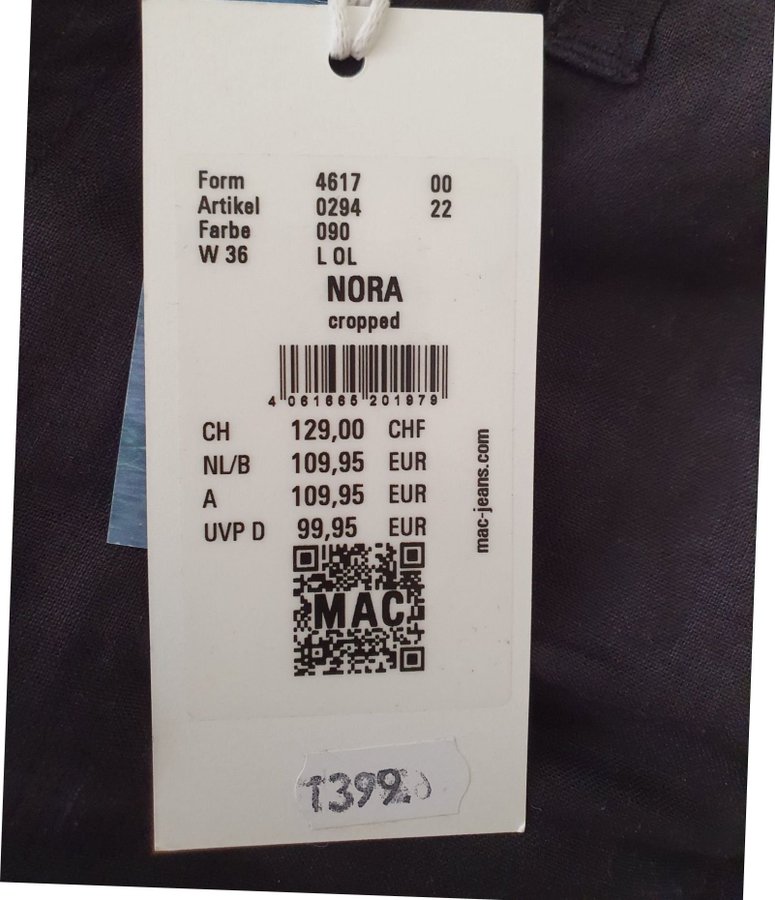 Form 4617 00
Artikel 0294 22
Farbe 090
W 36 L OL
NORA
cropped
4 061665 201979
CH 129,00 CHF
NL/B 109,95 EUR
A 109,95 EUR
UVP D 99,95 EUR
mac-jeans.com
MAC